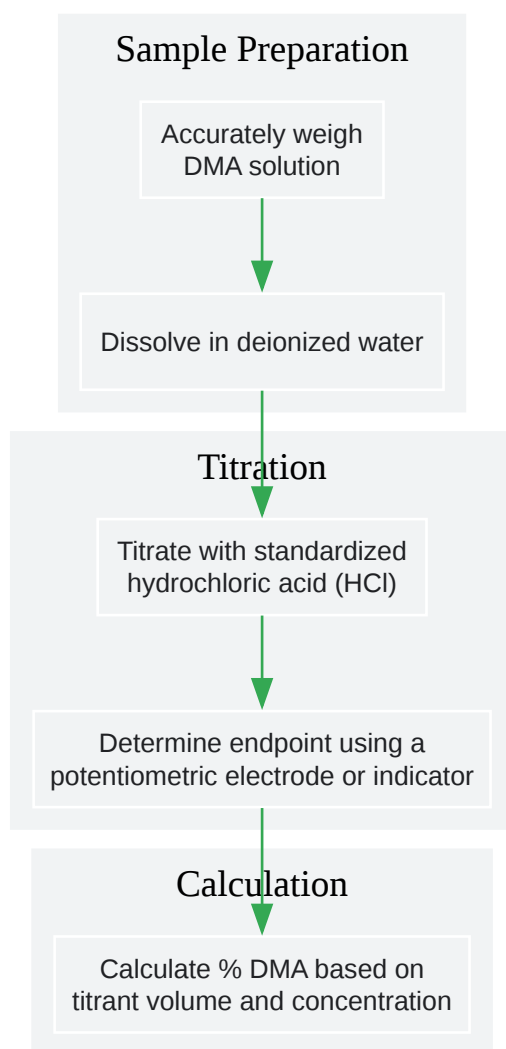 Sample Preparation
Accurately weigh
DMA solution
Dissolve in deionized water
Titration
Titrate with standardized
hydrochloric acid (HCl)
Determine endpoint using a
potentiometric electrode or indicator
Calculation
Calculate % DMA based on
titrant volume and concentration